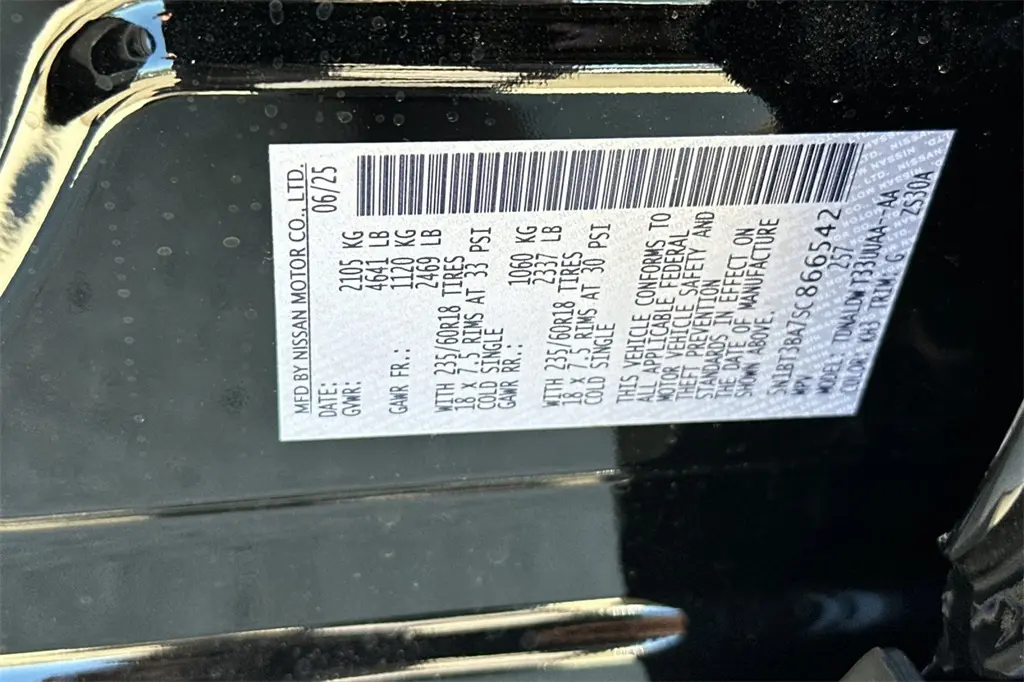 MFD BY NISSAN MOTOR CO., LTD.
DATE: 06/25
GVWR: 2105 KG
4641 LB
GAWR FR.: 1120 KG
2469 LB
WITH 235/60R18 TIRES
18 x 7.5 RIMS AT 33 PSI
COLD SINGLE
GAWR RR.: 1060 KG
2337 LB
WITH 235/60R18 TIRES
18 x 7.5 RIMS AT 30 PSI
COLD SINGLE
THIS VEHICLE CONFORMS TO
ALL APPLICABLE FEDERAL
MOTOR VEHICLE SAFETY AND
THEFT PREVENTION
STANDARDS IN EFFECT ON
THE DATE OF MANUFACTURE
SHOWN ABOVE.
5N1BT3BA7SC866542
MPV 257
MODEL: TDWALDWT33UUAA--AA
COLOR: KH3 TRIM: G ZS30A